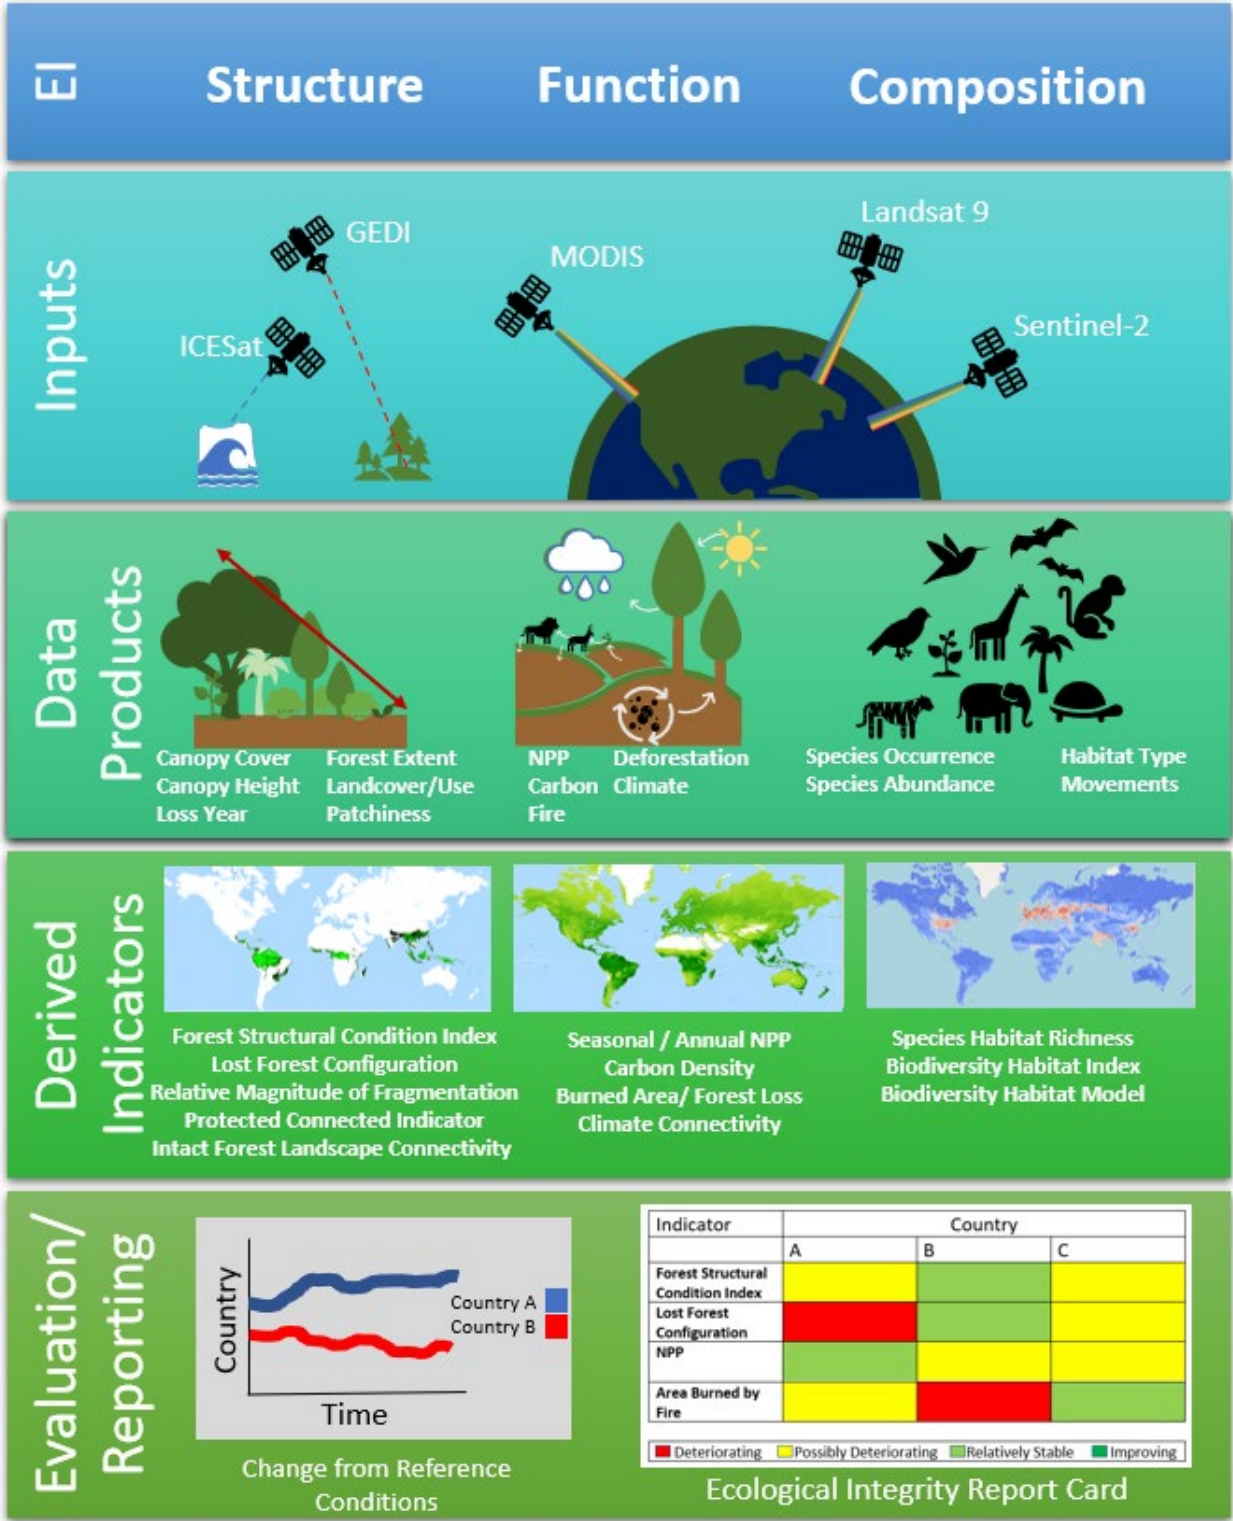 EI
Structure
Function
Composition
Inputs
GEDI
ICESat
MODIS
Landsat 9
Sentinel-2
Data
Products
Canopy Cover
Canopy Height
Loss Year
Forest Extent
Landcover/Use
Patchiness
NPP
Carbon
Fire
Deforestation
Climate
Species Occurrence
Species Abundance
Habitat Type
Movements
Derived
Indicators
Forest Structural Condition Index
Lost Forest Configuration
Relative Magnitude of Fragmentation
Protected Connected Indicator
Intact Forest Landscape Connectivity
Seasonal / Annual NPP
Carbon Density
Burned Area/ Forest Loss
Climate Connectivity
Species Habitat Richness
Biodiversity Habitat Index
Biodiversity Habitat Model
Evaluation/
Reporting
Country
Time
Country A
Country B
Change from Reference
Conditions
Indicator
Country
A
B
C
Forest Structural
Condition Index
Lost Forest
Configuration
NPP
Area Burned by
Fire
Deteriorating
Possibly Deteriorating
Relatively Stable
Improving
Ecological Integrity Report Card